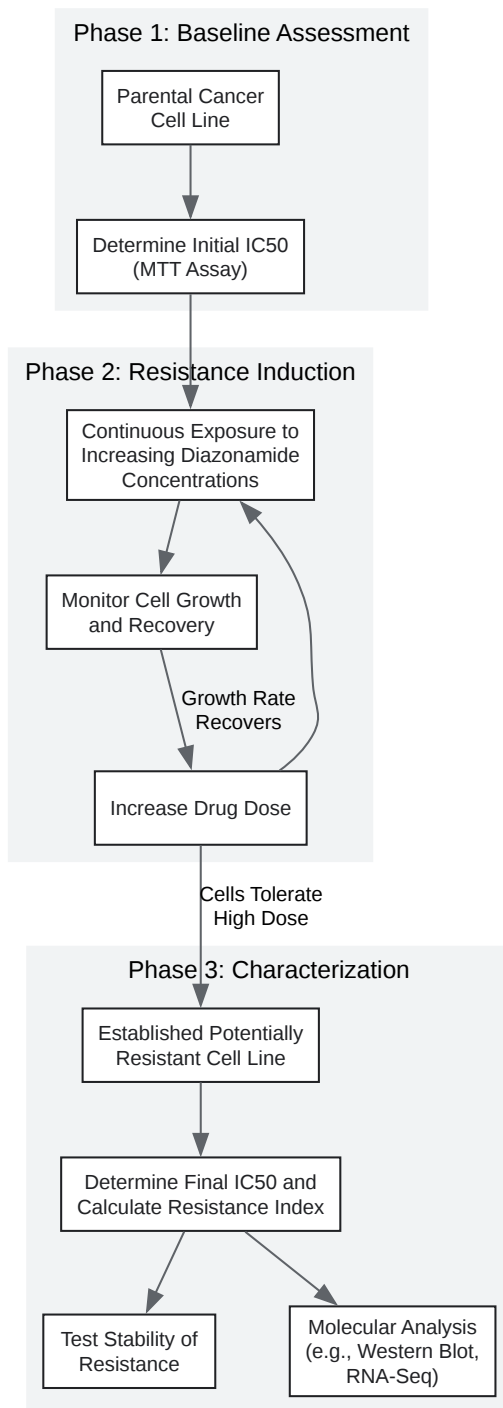 Phase 1: Baseline Assessment
Parental Cancer
Cell Line
Determine Initial IC50
(MTT Assay)
Phase 2: Resistance Induction
Continuous Exposure to
Increasing Diazonamide
Concentrations
Monitor Cell Growth
and Recovery
Growth Rate
Recovers
Increase Drug Dose
Cells Tolerate
High Dose
Phase 3: Characterization
Established Potentially
Resistant Cell Line
Determine Final IC50 and
Calculate Resistance Index
Test Stability of
Resistance
Molecular Analysis
(e.g., Western Blot,
RNA-Seq)